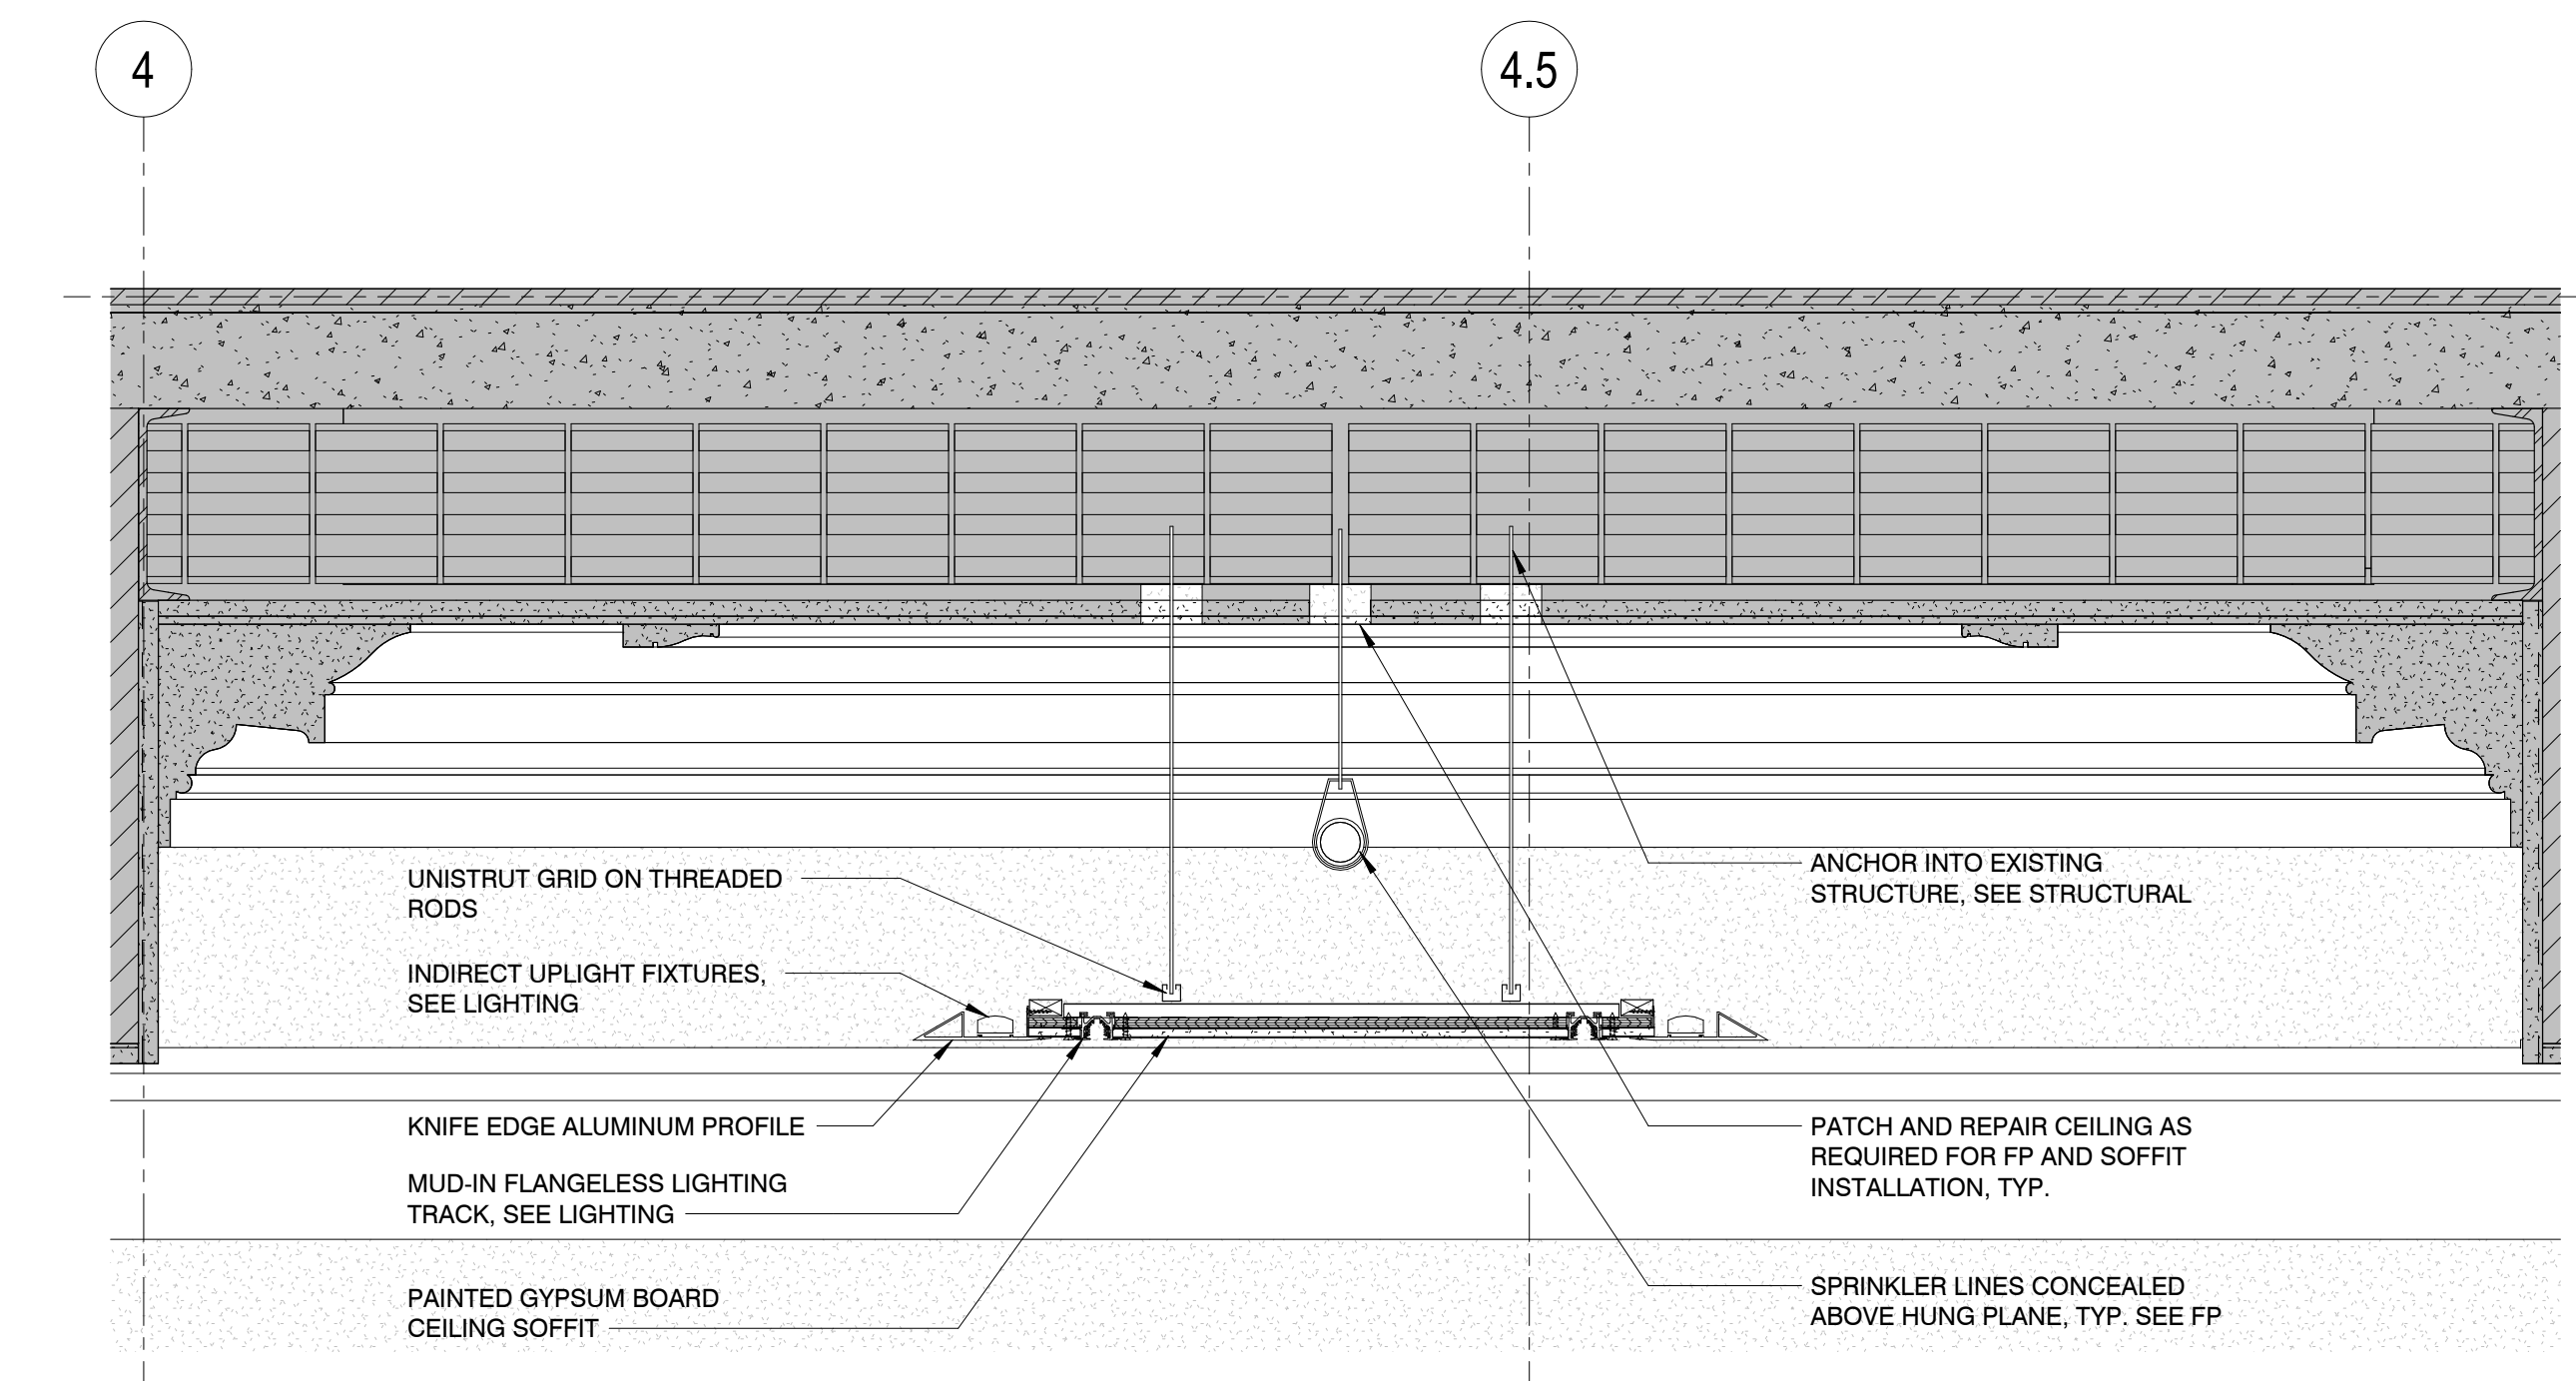 4
4.5
UNISTRUT GRID ON THREADED
RODS
INDIRECT UPLIGHT FIXTURES,
SEE LIGHTING
KNIFE EDGE ALUMINUM PROFILE
MUD-IN FLANGELESS LIGHTING
TRACK, SEE LIGHTING
PAINTED GYPSUM BOARD
CEILING SOFFIT
ANCHOR INTO EXISTING
STRUCTURE, SEE STRUCTURAL
PATCH AND REPAIR CEILING AS
REQUIRED FOR FP AND SOFFIT
INSTALLATION, TYP.
SPRINKLER LINES CONCEALED
ABOVE HUNG PLANE, TYP. SEE FP